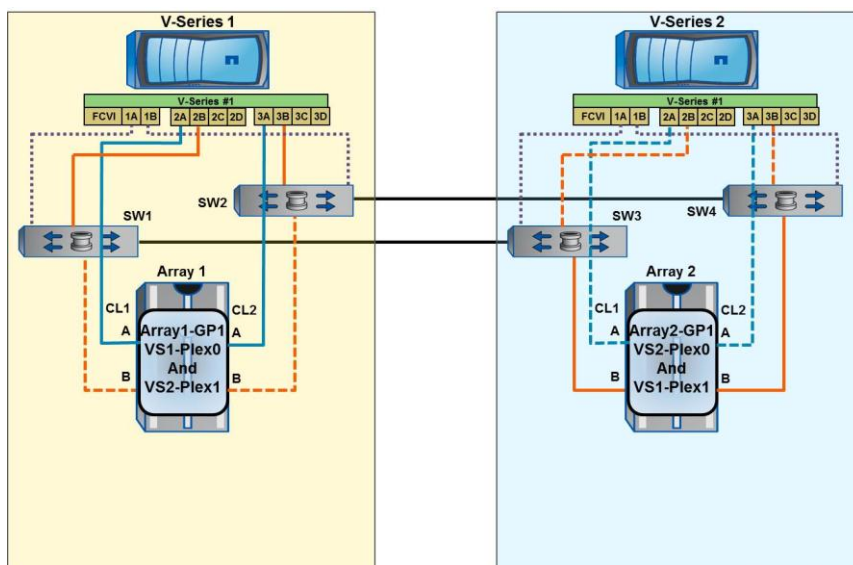 V-Series 1
V-Series #1
FCVI 1A 1B 2A 2B 2C 2D 3A 3B 3C 3D
SW2
SW1
Array 1
CL1
CL2
A
A
Array1-GP1
VS1-Plex0
And
VS2-Plex1
B
B
V-Series 2
V-Series #1
FCVI 1A 1B 2A 2B 2C 2D 3A 3B 3C 3D
SW3
SW4
Array 2
CL1
CL2
A
A
Array2-GP1
VS2-Plex0
And
VS1-Plex1
B
B